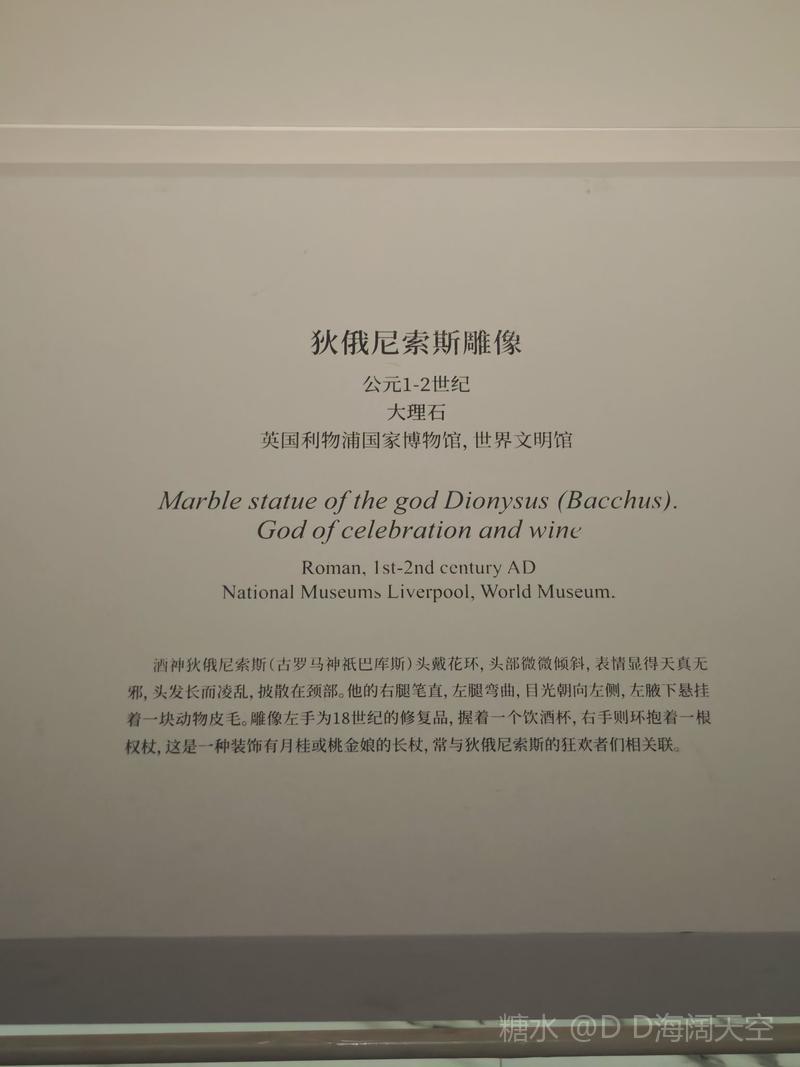 狄俄尼索斯雕像
公元1-2世纪
大理石
英国利物浦国家博物馆, 世界文明馆
Marble statue of the god Dionysus (Bacchus).
God of celebration and wine
Roman, 1st-2nd century AD
National Museums Liverpool, World Museum.
酒神狄俄尼索斯(古罗马神祇巴库斯)头戴花环, 头部微微倾斜, 表情显得天真无
邪, 头发长而凌乱, 披散在颈部。他的右腿笔直, 左腿弯曲, 目光朝向左侧, 左腋下悬挂
着一块动物皮毛。雕像左手为18世纪的修复品, 握着一个饮酒杯, 右手则环抱着一根
权杖, 这是一种装饰有月桂或桃金娘的长杖, 常与狄俄尼索斯的狂欢者们相关联。
糖水 @D D海阔天空